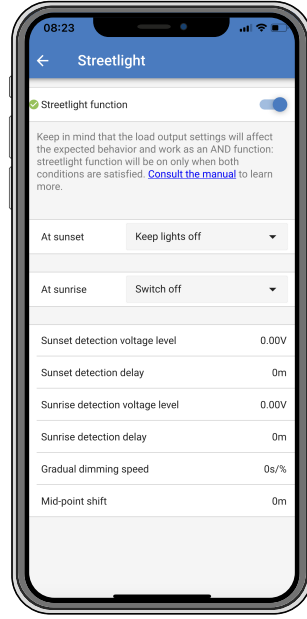 08:23
Streetlight
Streetlight function
Keep in mind that the load output settings will affect
the expected behavior and work as an AND function:
streetlight function will be on only when both
conditions are satisfied. Consult the manual to learn
more.
At sunset Keep lights off
At sunrise Switch off
Sunset detection voltage level 0.00V
Sunset detection delay 0m
Sunrise detection voltage level 0.00V
Sunrise detection delay 0m
Gradual dimming speed 0s/%
Mid-point shift 0m